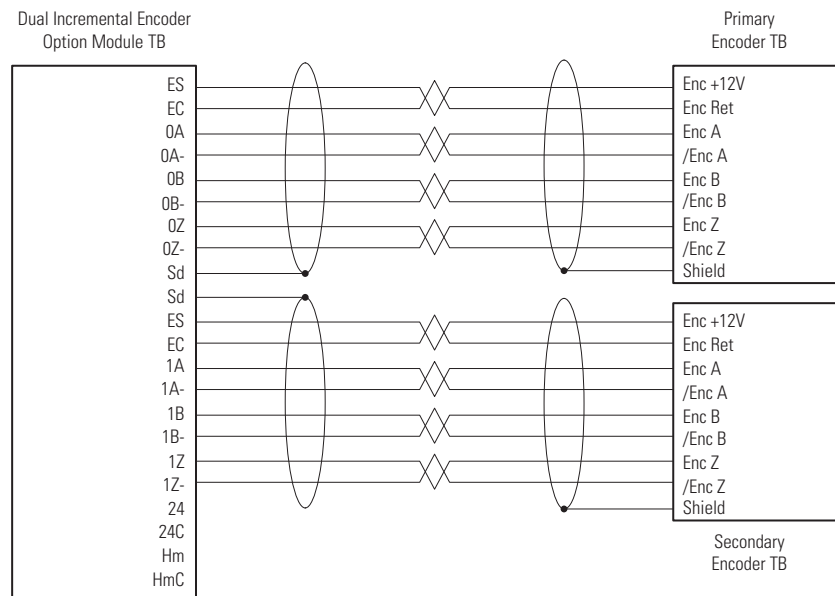 Dual Incremental Encoder
Option Module TB
Primary
Encoder TB
ES
EC
0A
0A-
0B
0B-
0Z
0Z-
Sd
Sd
ES
EC
1A
1A-
1B
1B-
1Z
1Z-
24
24C
Hm
HmC
Enc +12V
Enc Ret
Enc A
/Enc A
Enc B
/Enc B
Enc Z
/Enc Z
Shield
Enc +12V
Enc Ret
Enc A
/Enc A
Enc B
/Enc B
Enc Z
/Enc Z
Shield
Secondary
Encoder TB